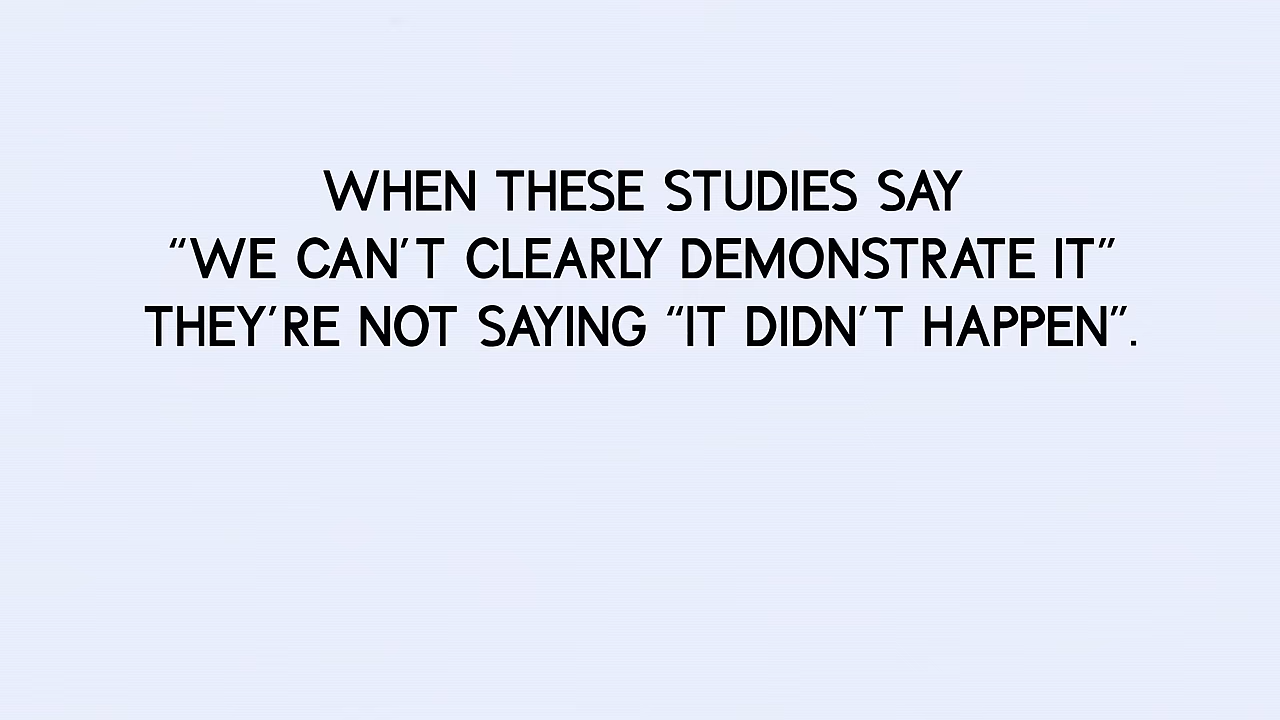 WHEN THESE STUDIES SAY
“WE CAN’T CLEARLY DEMONSTRATE IT”
THEY’RE NOT SAYING “IT DIDN’T HAPPEN”.